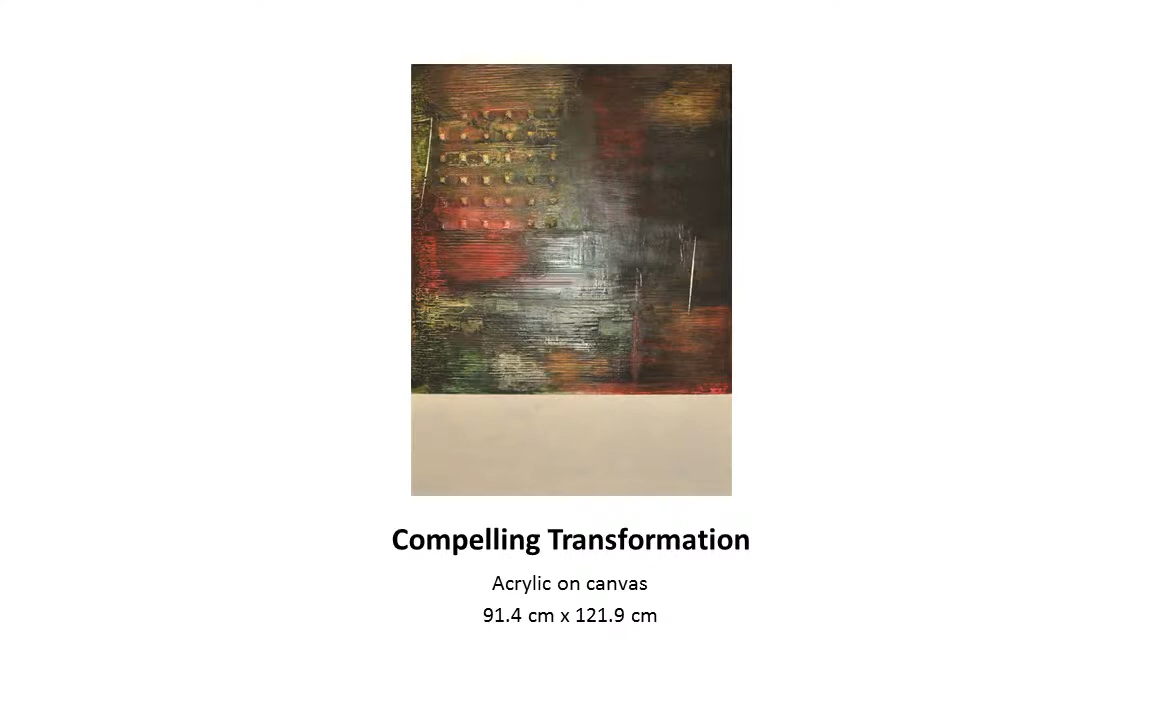 Compelling Transformation
Acrylic on canvas
91.4 cm x 121.9 cm